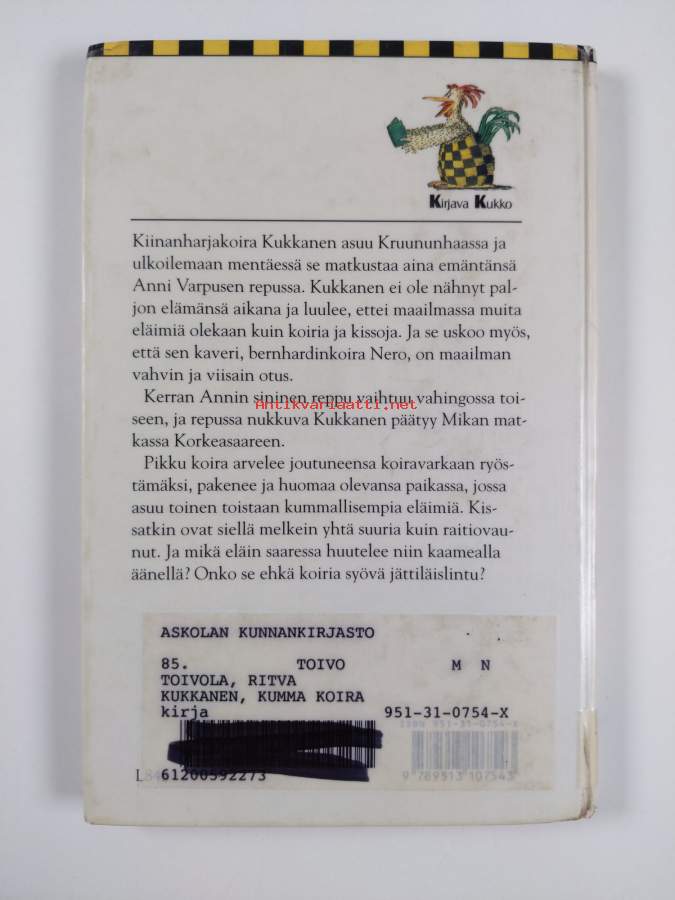 Kirjava Kukko
Kiinanharjakoira Kukkanen asuu Kruununhaassa ja
ulkoilemaan mentäessä se matkustaa aina emäntänsä
Anni Varpusen repussa. Kukkanen ei ole nähnyt pal-
jon elämänsä aikana ja luulee, ettei maailmassa muita
eläimiä olekaan kuin koiria ja kissoja. Ja se uskoo myös,
että sen kaveri, bernhardinkoira Nero, on maailman
vahvin ja viisain otus.
Kerran Annin sininen reppu vaihtuu vahingossa toi-
Antikvariaatti.net
seen, ja repussa nukkuva Kukkanen päätyy Mikan mat-
kassa Korkeasaareen.
Pikku koira arvelee joutuneensa koiravarkaan ryös-
tämäksi, pakenee ja huomaa olevansa paikassa, jossa
asuu toinen toistaan kummallisempia eläimiä. Kis-
satkin ovat siellä melkein yhtä suuria kuin raitiovau-
nut. Ja mikä eläin saaressa huutelee niin kaamealla
äänellä? Onko se ehkä koiria syövä jättiläislintu?
ASKOLAN KUNNANKIRJASTO
85. TOIVO M N
TOIVOLA, RITVA
KUKKANEN, KUMMA KOIRA
kirja 951-31-0754-X
ISBN 951-31-0754-X
61200592273
9 789513 107543